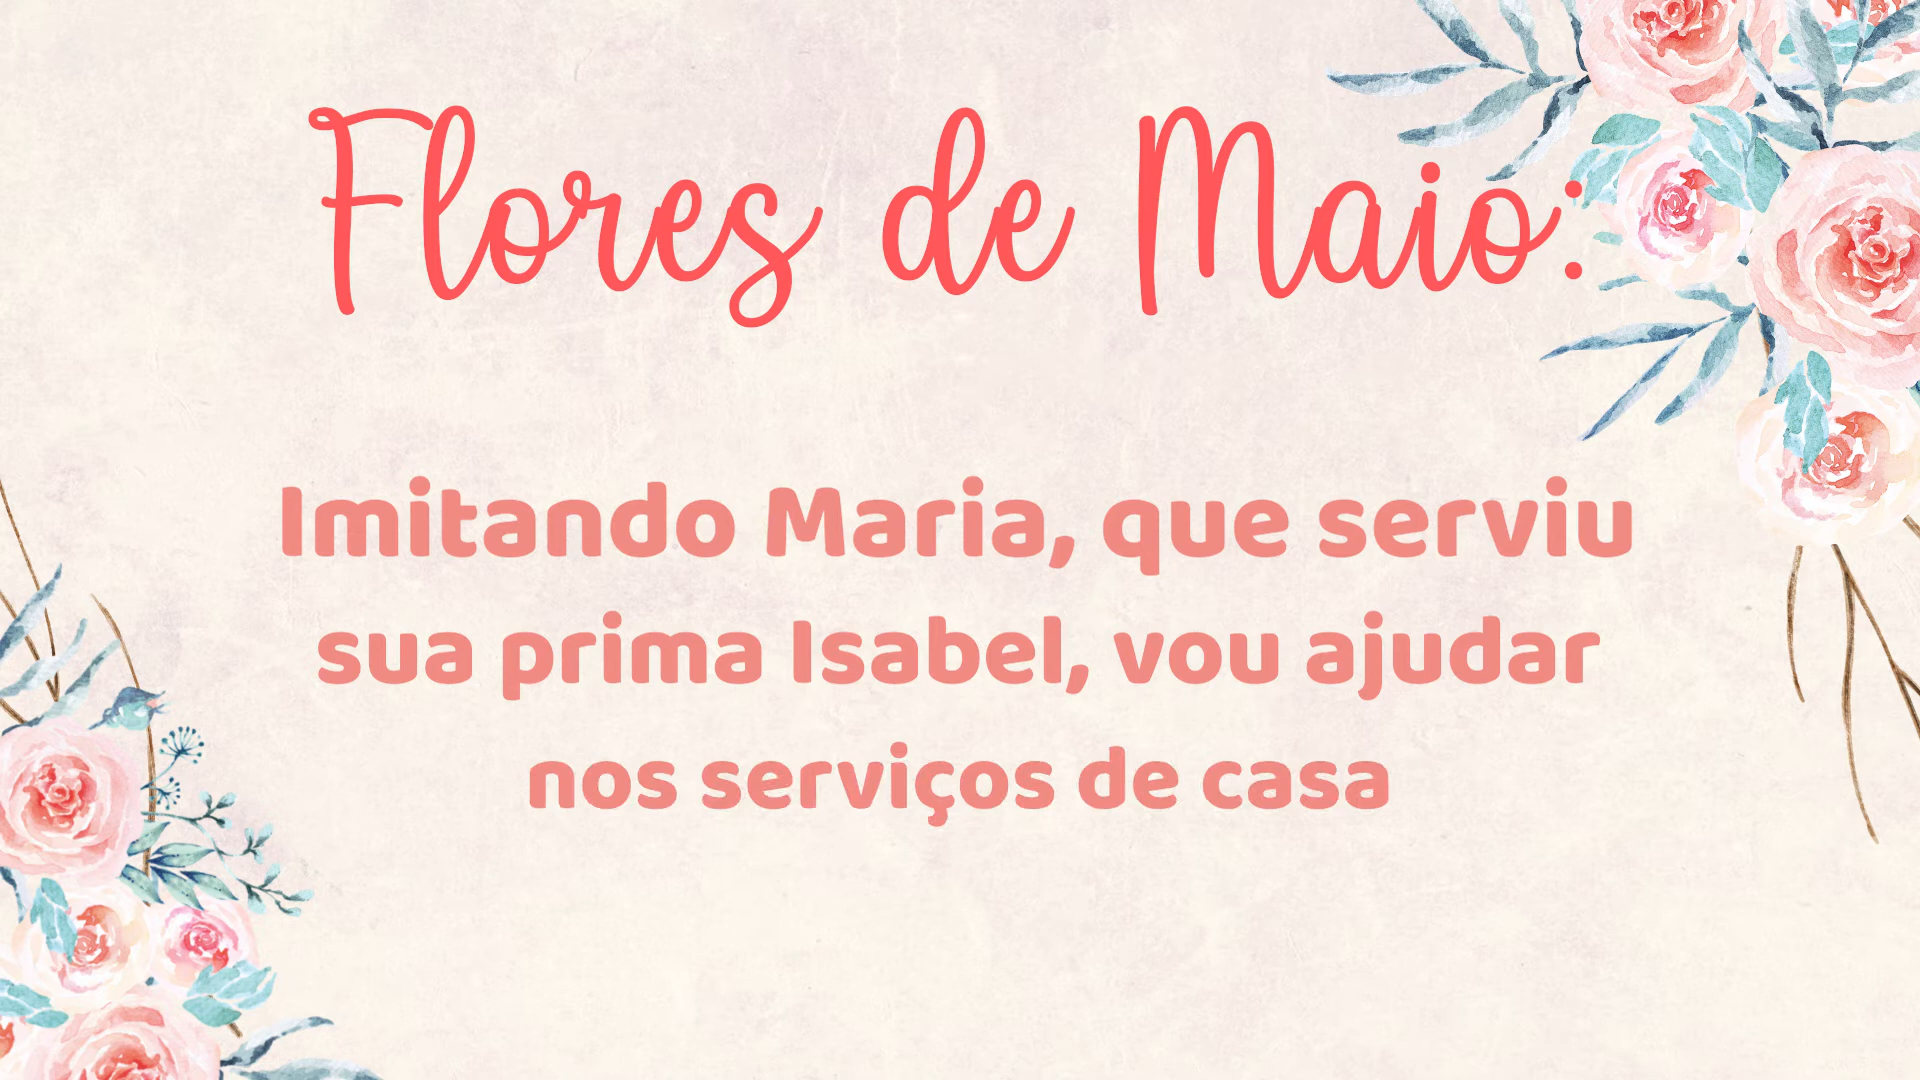 Flores de Maio:
Imitando Maria, que serviu
sua prima Isabel, vou ajudar
nos serviços de casa